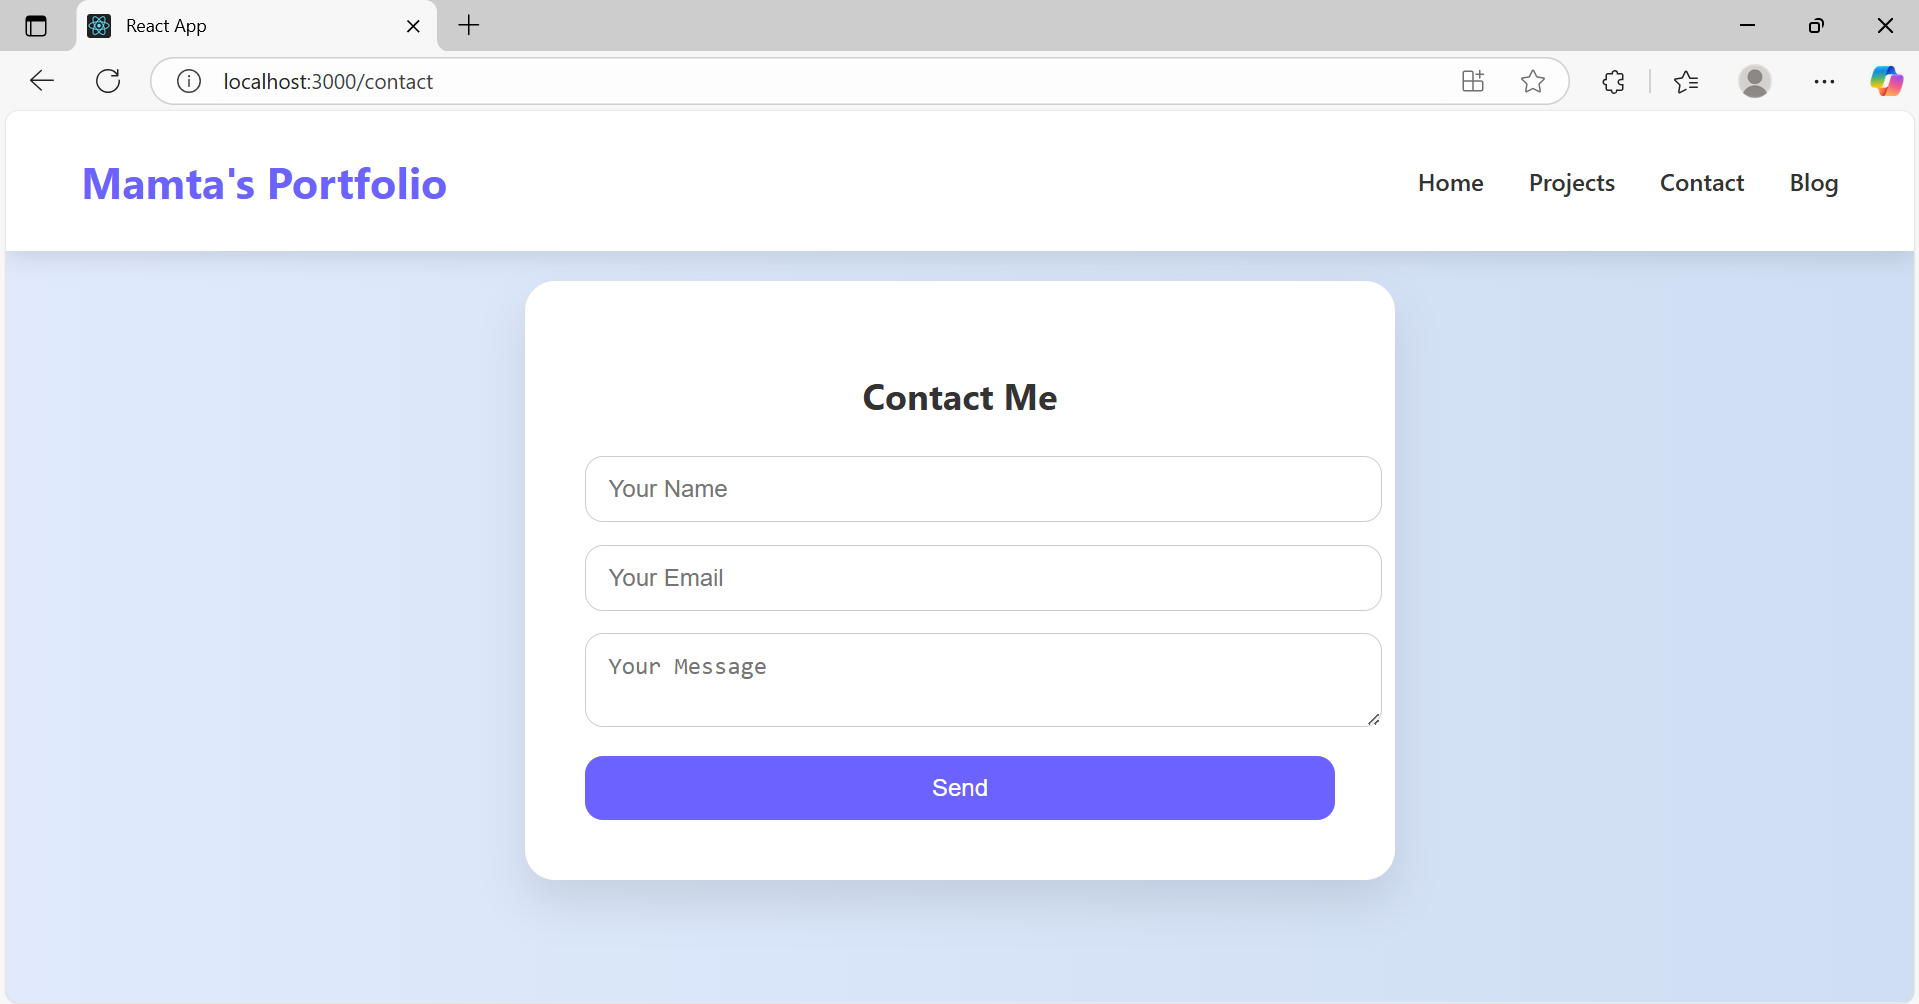 React App
localhost:3000/contact
Mamta's Portfolio
Home Projects Contact Blog
Contact Me
Your Name
Your Email
Your Message
Send